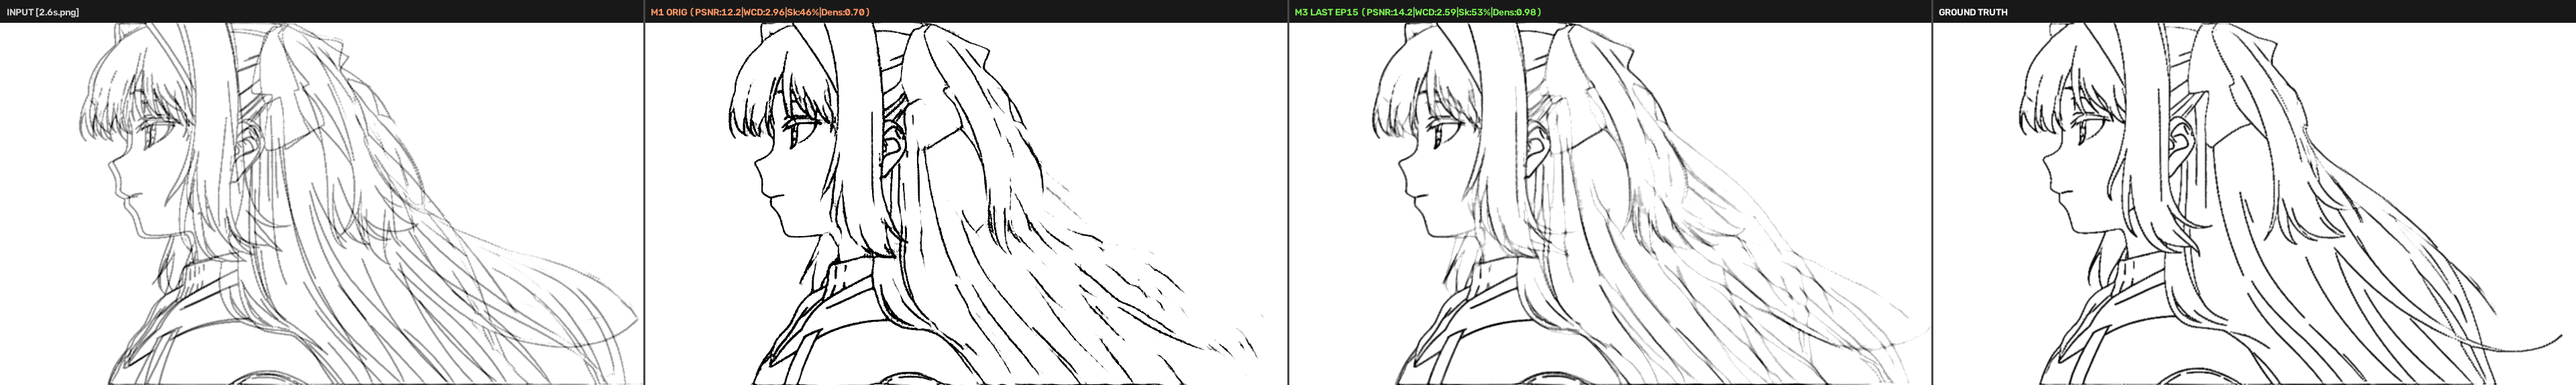 INPUT [2.6s.png]
M1 ORIG (PSNR:12.2|WCD:2.96|Sk:46%|Dens:0.70)
M3 LAST EP15 (PSNR:14.2|WCD:2.59|Sk:53%|Dens:0.98)
GROUND TRUTH